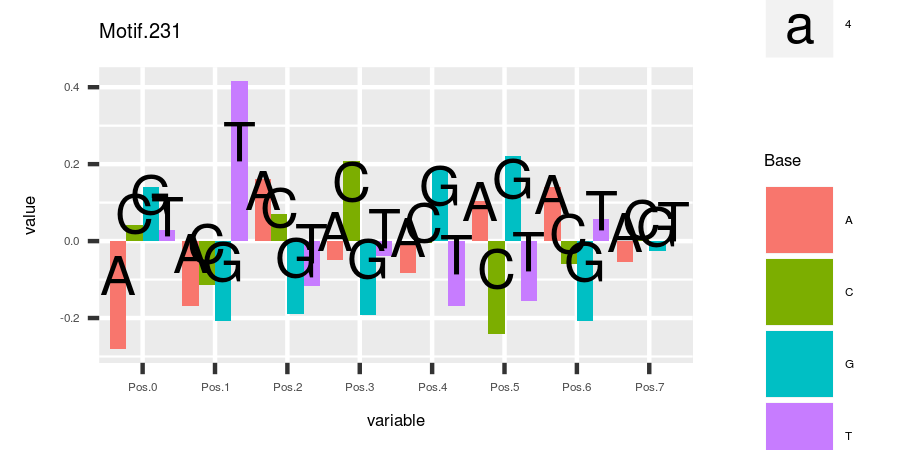 Motif.231
a 4
value
0.4
0.2
0.0
-0.2
A C G T A C G T A C G T A C G T A C G T A C G T A C G T A C G T
Pos.0 Pos.1 Pos.2 Pos.3 Pos.4 Pos.5 Pos.6 Pos.7
variable
Base
A
C
G
T